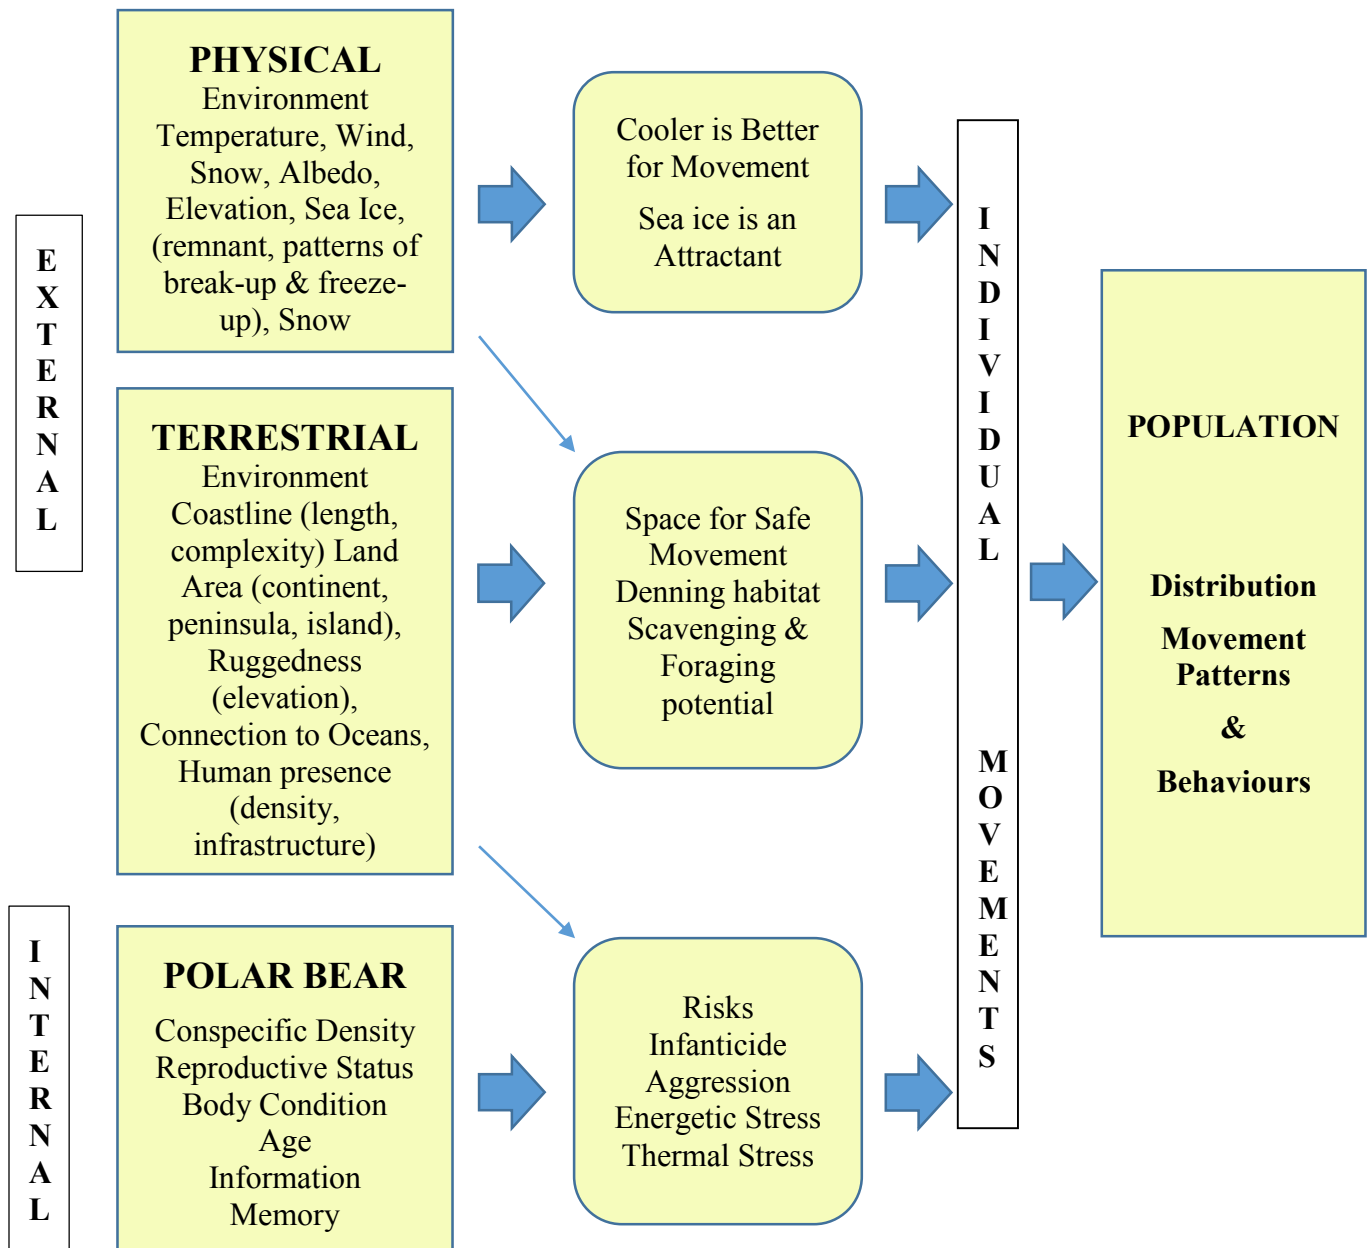 EXTERNAL
PHYSICAL
Environment
Temperature, Wind,
Snow, Albedo,
Elevation, Sea Ice,
(remnant, patterns of
break-up & freeze-
up), Snow
Cooler is Better
for Movement
Sea ice is an
Attractant
TERRESTRIAL
Environment
Coastline (length,
complexity) Land
Area (continent,
peninsula, island),
Ruggedness
(elevation),
Connection to Oceans,
Human presence
(density,
infrastructure)
Space for Safe
Movement
Denning habitat
Scavenging &
Foraging
potential
INTERNAL
POLAR BEAR
Conspecific Density
Reproductive Status
Body Condition
Age
Information
Memory
Risks
Infanticide
Aggression
Energetic Stress
Thermal Stress
INDIVIDUAL MOVEMENTS
POPULATION
Distribution
Movement
Patterns
&
Behaviours